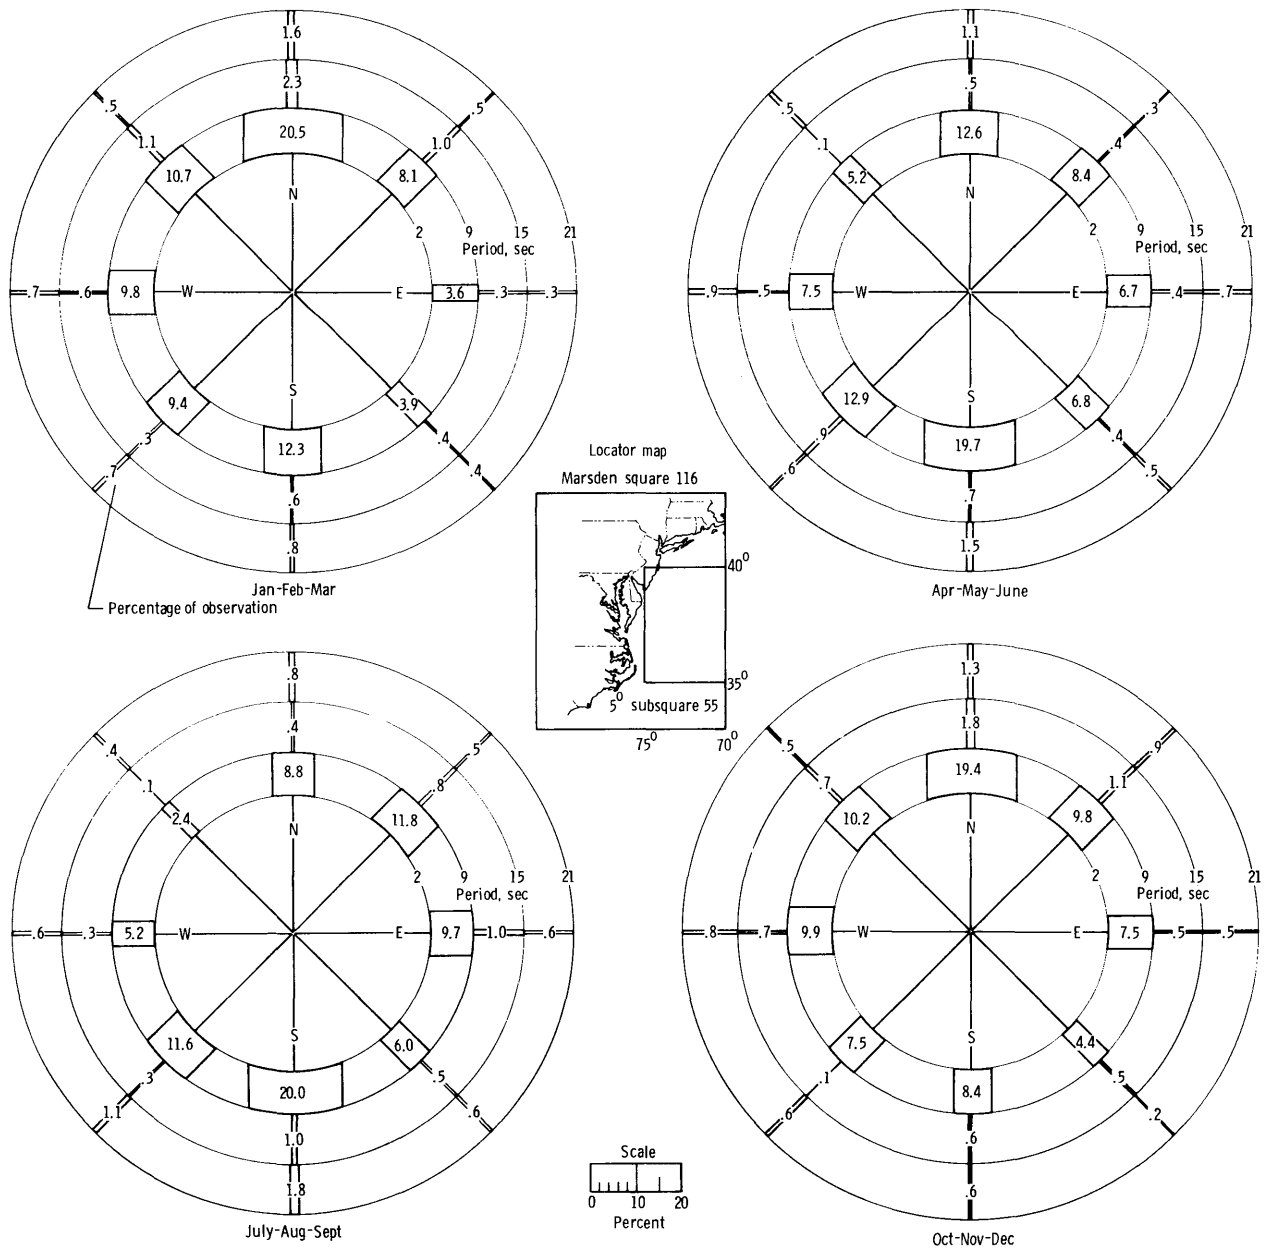 1.6
2.3
20.5
.5
1.1
10.7
.5
1.0
8.1
N
2 9 15 21
Period, sec
.7 .6 9.8 W E 3.6 .3 .3
S
9.4
.3
.7
3.9
.4
.4
12.3
.6
.8
Jan-Feb-Mar
Percentage of observation
1.1
.5
12.6
.5
.1
5.2
.3
.4
8.4
N
2 9 15 21
Period, sec
.9 .5 7.5 W E 6.7 .4 .7
S
12.9
.9
.6
6.8
.4
.5
19.7
.7
1.5
Apr-May-June
Locator map
Marsden square 116
40°
35°
5° subsquare 55
75° 70°
.8
.4
8.8
.4
.1
2.4
.5
.8
11.8
N
2 9 15 21
Period, sec
.6 .3 5.2 W E 9.7 1.0 .6
S
11.6
.3
1.1
6.0
.5
.6
20.0
1.0
1.8
July-Aug-Sept
1.3
1.8
19.4
.5
.7
10.2
.9
1.1
9.8
N
2 9 15 21
Period, sec
.8 .7 9.9 W E 7.5 .5 .5
S
7.5
.1
.6
4.4
.5
.2
8.4
.6
.6
Oct-Nov-Dec
Scale
0 10 20
Percent